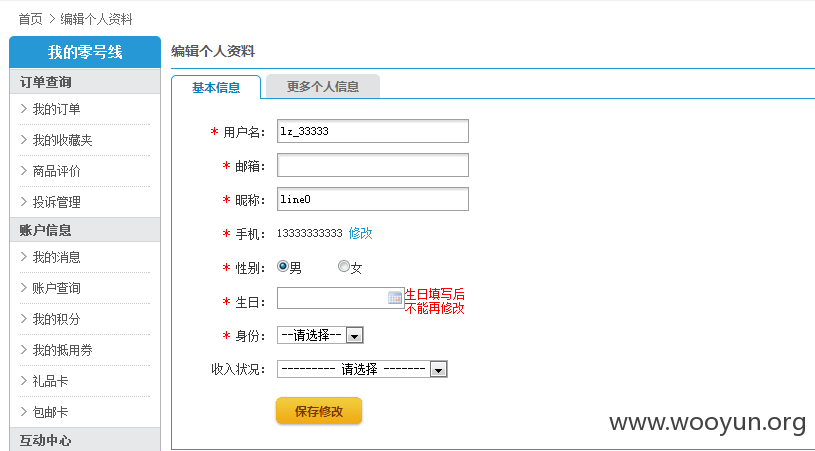 首页 > 编辑个人资料
我的零号线
订单查询
> 我的订单
> 我的收藏夹
> 商品评价
> 投诉管理
账户信息
> 我的消息
> 账户查询
> 我的积分
> 我的抵用券
> 礼品卡
> 包邮卡
互动中心
编辑个人资料
基本信息 更多个人信息
* 用户名： lz_33333
* 邮箱：
* 昵称： line0
* 手机： 13333333333 修改
* 性别： 男 女
* 生日： 生日填写后
不能再修改
* 身份： --请选择--
收入状况： --------- 请选择 -------
保存修改
www.wooyun.org